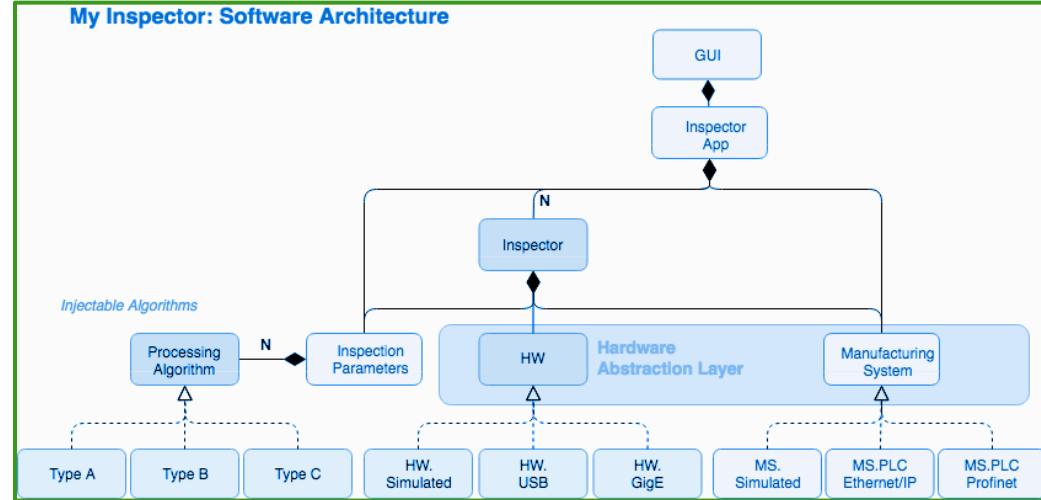 My Inspector: Software Architecture
GUI
Inspector
App
N
Inspector
Injectable Algorithms
Processing
Algorithm
N
Inspection
Parameters
HW
Hardware
Abstraction Layer
Manufacturing
System
Type A
Type B
Type C
HW.
Simulated
HW.
USB
HW.
GigE
MS.
Simulated
MS.PLC
Ethernet/IP
MS.PLC
Profinet